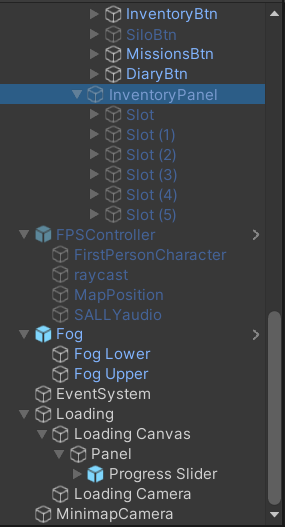 InventoryBtn
SiloBtn
MissionsBtn
DiaryBtn
InventoryPanel
Slot
Slot (1)
Slot (2)
Slot (3)
Slot (4)
Slot (5)
FPSController
FirstPersonCharacter
raycast
MapPosition
SALLYaudio
Fog
Fog Lower
Fog Upper
EventSystem
Loading
Loading Canvas
Panel
Progress Slider
Loading Camera
MinimapCamera